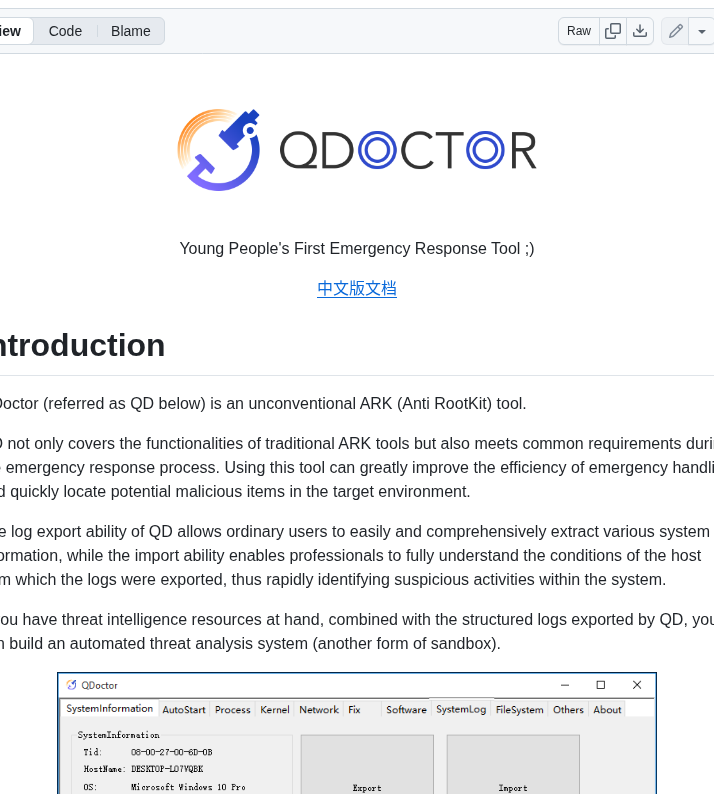 iew Code Blame Raw
QDOCTOR
Young People's First Emergency Response Tool ;)
中文版文档
ntroduction
Doctor (referred as QD below) is an unconventional ARK (Anti RootKit) tool.
D not only covers the functionalities of traditional ARK tools but also meets common requirements duri
e emergency response process. Using this tool can greatly improve the efficiency of emergency handli
d quickly locate potential malicious items in the target environment.
e log export ability of QD allows ordinary users to easily and comprehensively extract various system
ormation, while the import ability enables professionals to fully understand the conditions of the host
m which the logs were exported, thus rapidly identifying suspicious activities within the system.
ou have threat intelligence resources at hand, combined with the structured logs exported by QD, you
n build an automated threat analysis system (another form of sandbox).
QDoctor
SystemInformation AutoStart Process Kernel Network Fix Software SystemLog FileSystem Others About
SystemInformation
Tid: 08-00-27-00-6D-0B
HostName: DESKTOP-LO7VQBK
OS: Microsoft Windows 10 Pro
Export Import